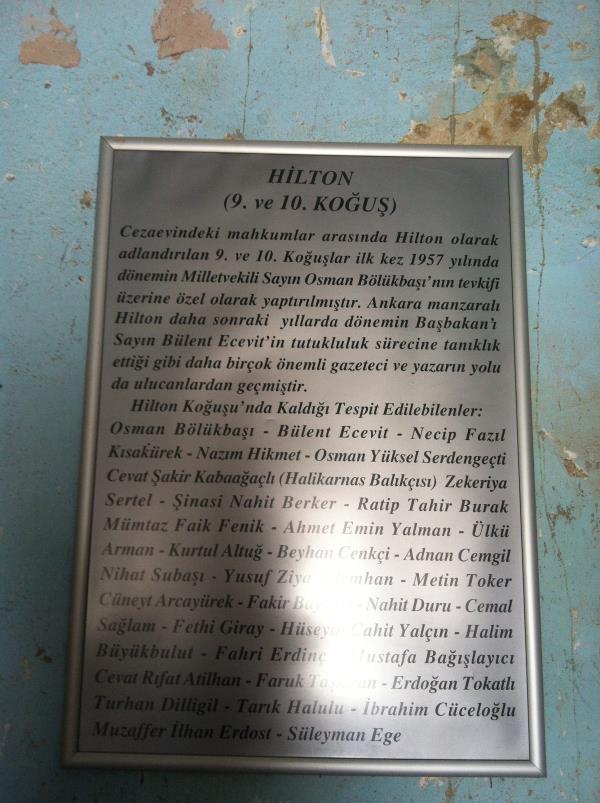 HİLTON
(9. ve 10. KOĞUŞ)
Cezaevindeki mahkumlar arasında Hilton olarak
adlandırılan 9. ve 10. Koğuşlar ilk kez 1957 yılında
dönemin Milletvekili Sayın Osman Bölükbaşı'nın tevkifi
üzerine özel olarak yaptırılmıştır. Ankara manzaralı
Hilton daha sonraki yıllarda dönemin Başbakan'ı
Sayın Bülent Ecevit'in tutukluluk sürecine tanıklık
ettiği gibi daha birçok önemli gazeteci ve yazarın yolu
da ulucanlardan geçmiştir.
Hilton Koğuşu'nda Kaldığı Tespit Edilebilenler:
Osman Bölükbaşı - Bülent Ecevit - Necip Fazıl
Kısakürek - Nazım Hikmet - Osman Yüksel Serdengeçti
Cevat Şakir Kabaağaçlı (Halikarnas Balıkçısı) Zekeriya
Sertel - Şinasi Nahit Berker - Ratip Tahir Burak
Mümtaz Faik Fenik - Ahmet Emin Yalman - Ülkü
Arman - Kurtul Altuğ - Beyhan Cenkçi - Adnan Cemgil
Nihat Subaşı - Yusuf Ziya - Metin Toker
Cüneyt Arcayürek - Fakir - Nahit Duru - Cemal
Sağlam - Fethi Giray - Hüseyin Cahit Yalçın - Halim
Büyükbulut - Fahri Erdinç Mustafa Bağışlayıcı
Cevat Rıfat Atilhan - Faruk - Erdoğan Tokatlı
Turhan Dilligil - Tarık Halulu - İbrahim Cüceloğlu
Muzaffer İlhan Erdost - Süleyman Ege